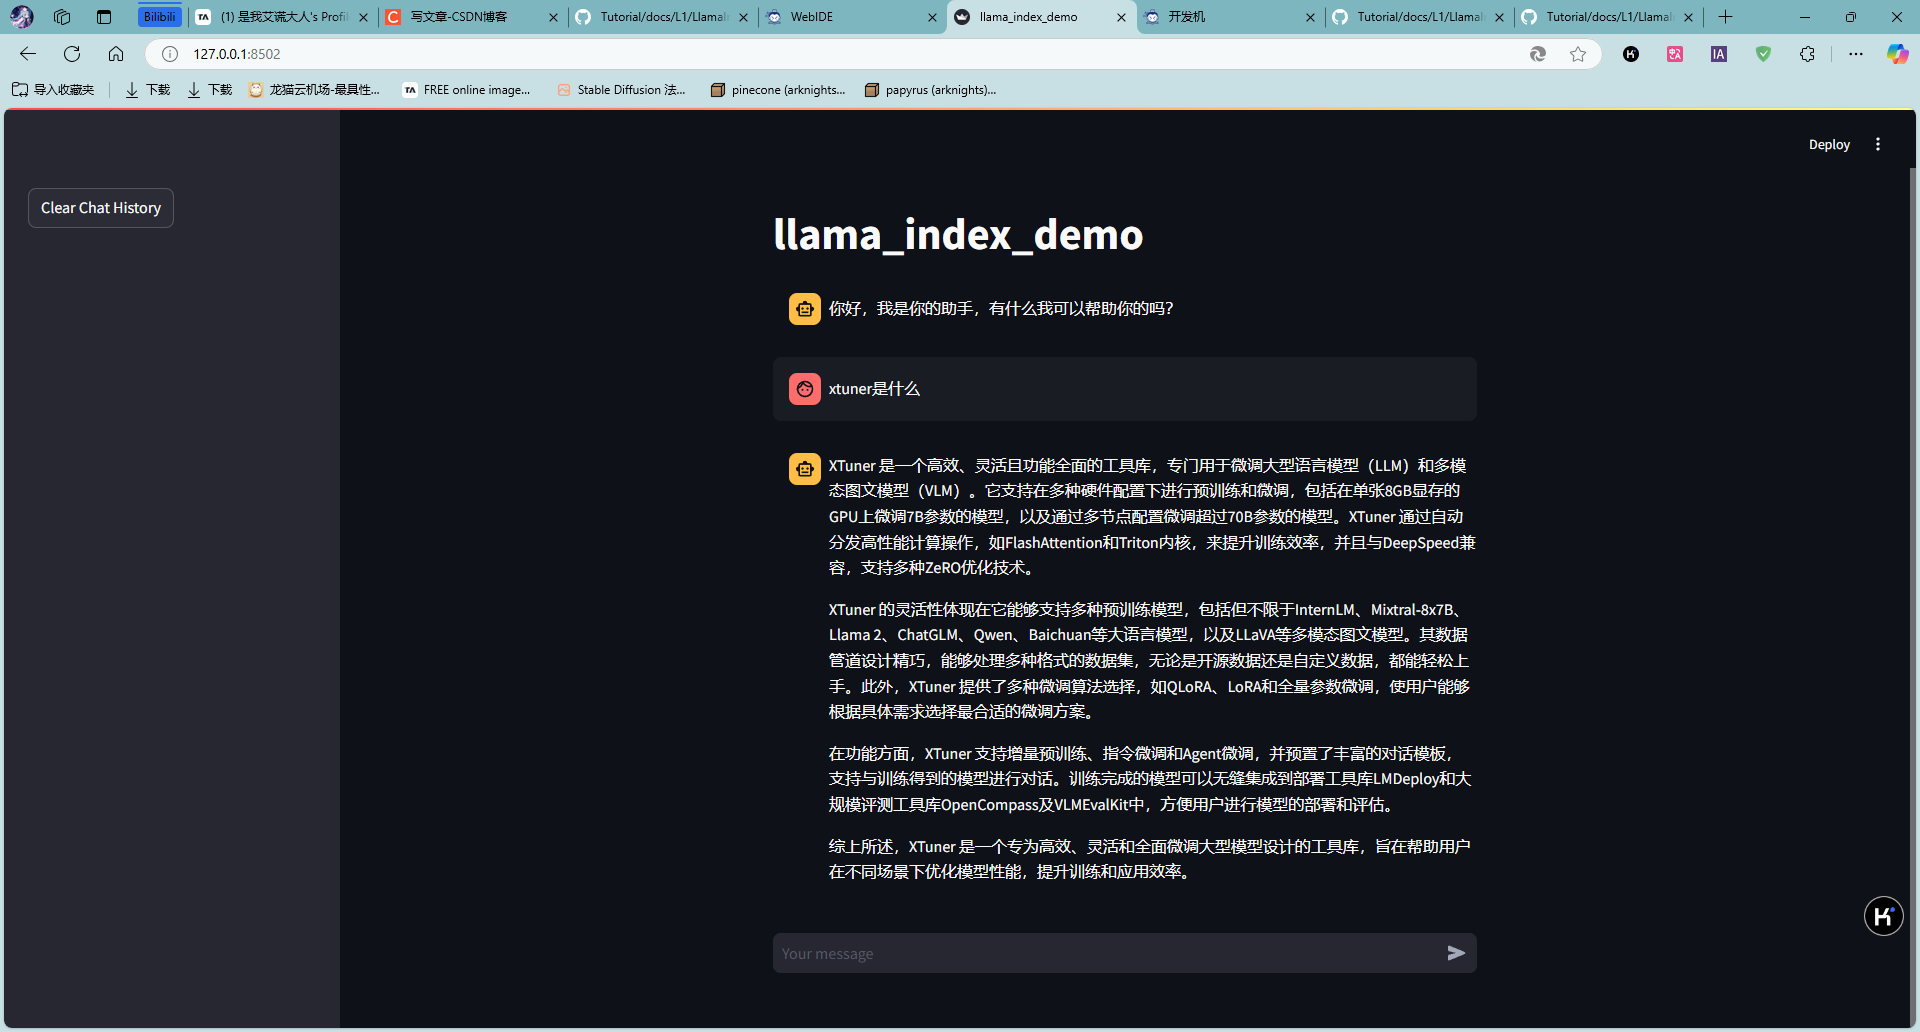 Bilibili
(1) 是我艾谎大人's Profil
写文章-CSDN博客
Tutorial/docs/L1/LlamaIn
WebIDE
llama_index_demo
开发机
Tutorial/docs/L1/LlamaIn
Tutorial/docs/L1/LlamaIn
127.0.0.1:8502
导入收藏夹
下载
下载
龙猫云机场-最具性...
FREE online image...
Stable Diffusion 法...
pinecone (arknights...
papyrus (arknights)...
Deploy
Clear Chat History
llama_index_demo
你好，我是你的助手，有什么我可以帮助你的吗？
xtuner是什么
XTuner 是一个高效、灵活且功能全面的工具库，专门用于微调大型语言模型（LLM）和多模
态图文模型（VLM）。它支持在多种硬件配置下进行预训练和微调，包括在单张8GB显存的
GPU上微调7B参数的模型，以及通过多节点配置微调超过70B参数的模型。XTuner 通过自动
分发高性能计算操作，如FlashAttention和Triton内核，来提升训练效率，并且与DeepSpeed兼
容，支持多种ZeRO优化技术。
XTuner 的灵活性体现在它能够支持多种预训练模型，包括但不限于InternLM、Mixtral-8x7B、
Llama 2、ChatGLM、Qwen、Baichuan等大语言模型，以及LLaVA等多模态图文模型。其数据
管道设计精巧，能够处理多种格式的数据集，无论是开源数据还是自定义数据，都能轻松上
手。此外，XTuner 提供了多种微调算法选择，如QLoRA、LoRA和全量参数微调，使用户能够
根据具体需求选择最合适的微调方案。
在功能方面，XTuner 支持增量预训练、指令微调和Agent微调，并预置了丰富的对话模板，
支持与训练得到的模型进行对话。训练完成的模型可以无缝集成到部署工具库LMDeploy和大
规模评测工具库OpenCompass及VLMEvalKit中，方便用户进行模型的部署和评估。
综上所述，XTuner 是一个专为高效、灵活和全面微调大型模型设计的工具库，旨在帮助用户
在不同场景下优化模型性能，提升训练和应用效率。
Your message